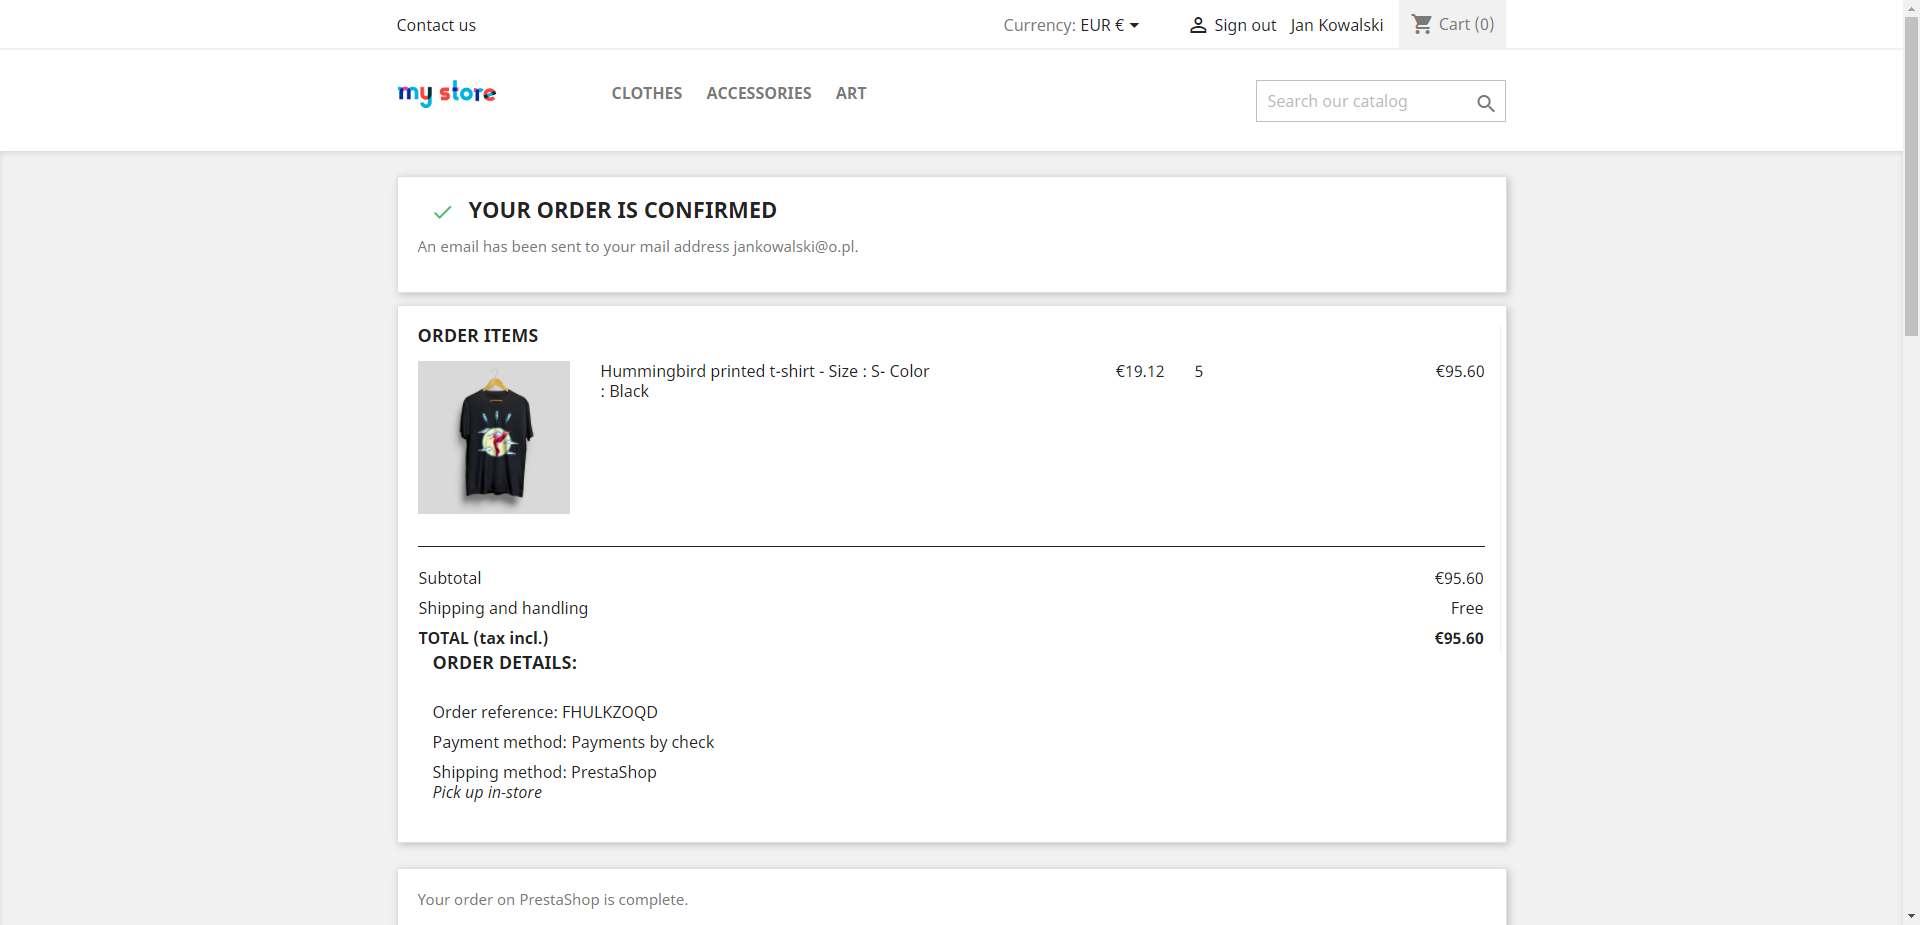 Contact us
Currency: EUR € Sign out Jan Kowalski Cart (0)
my store
CLOTHES ACCESSORIES ART
Search our catalog
YOUR ORDER IS CONFIRMED
An email has been sent to your mail address jankowalski@o.pl.
ORDER ITEMS
Hummingbird printed t-shirt - Size : S- Color €19.12 5 €95.60
: Black
Subtotal €95.60
Shipping and handling Free
TOTAL (tax incl.) €95.60
ORDER DETAILS:
Order reference: FHULKZOQD
Payment method: Payments by check
Shipping method: PrestaShop
Pick up in-store
Your order on PrestaShop is complete.